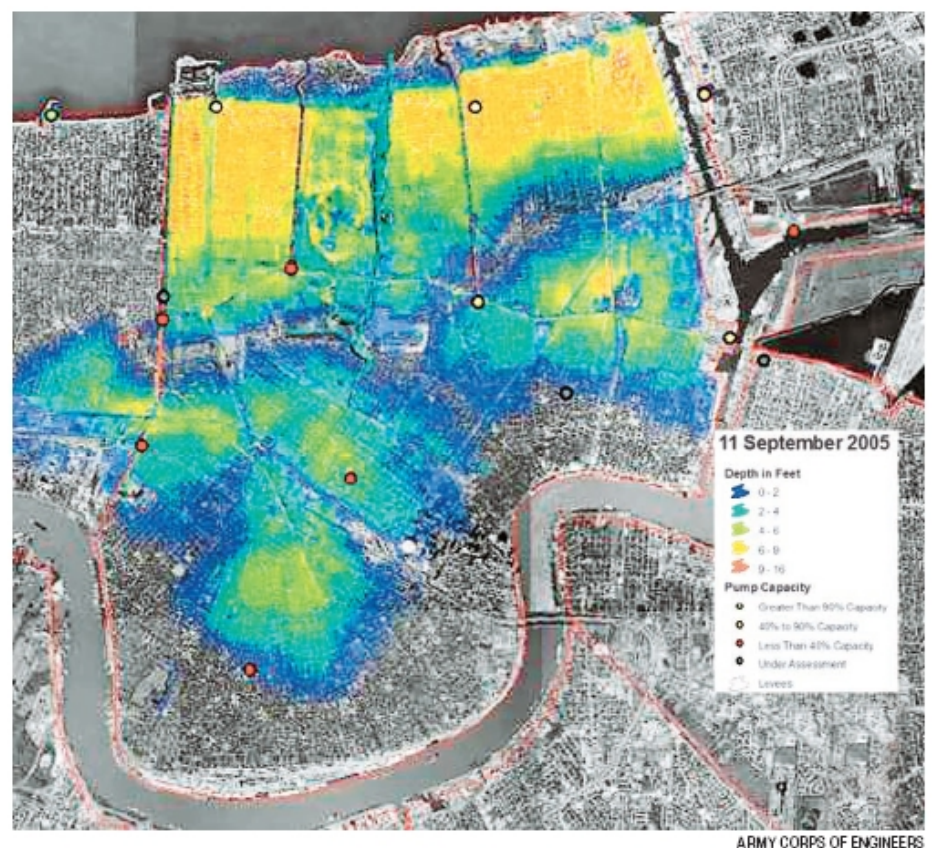 11 September 2005
Depth in Feet
0 - 2
2 - 4
4 - 6
6 - 9
9 - 16
Pump Capacity
Greater Than 90% Capacity
40% to 90% Capacity
Less Than 40% Capacity
Under Assessment
Levees
ARMY CORPS OF ENGINEERS